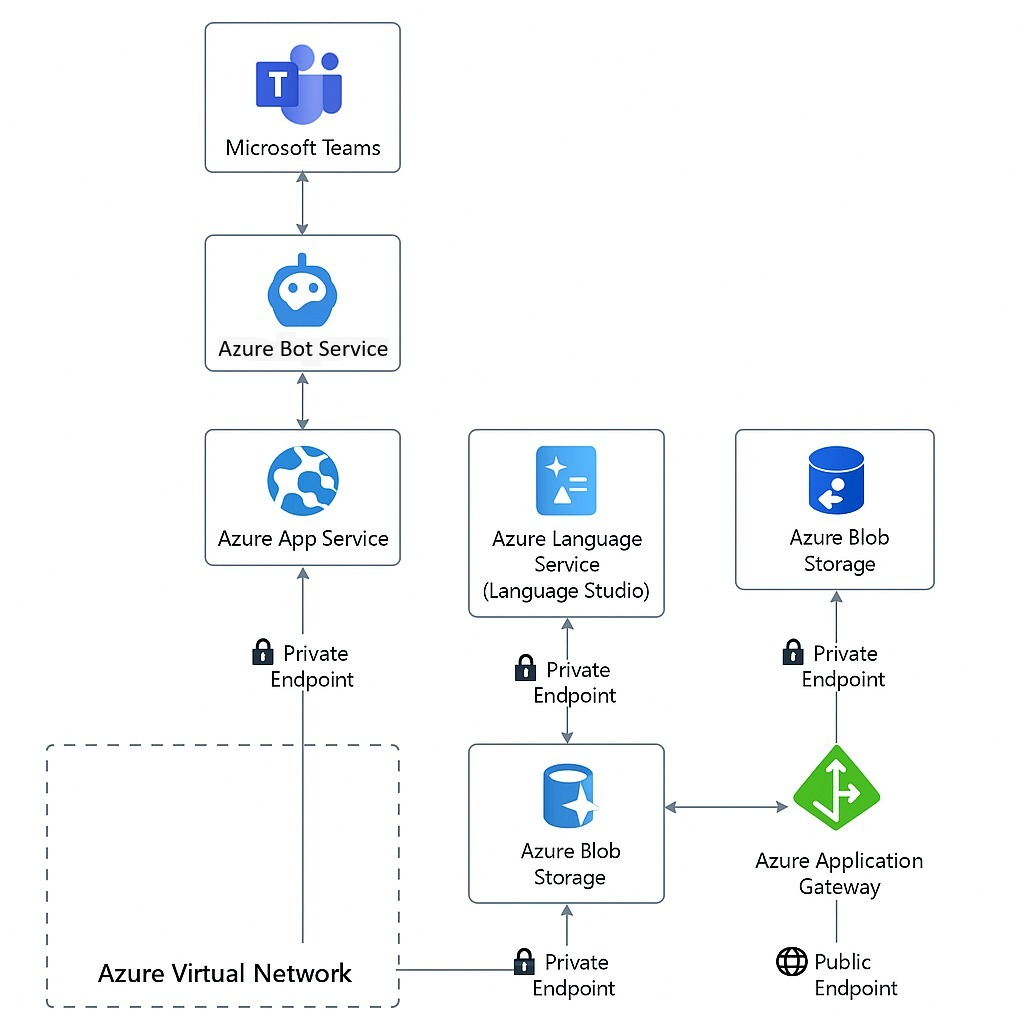 T
Microsoft Teams
Azure Bot Service
Azure App Service
Azure Language
Service
(Language Studio)
Azure Blob
Storage
Private
Endpoint
Private
Endpoint
Private
Endpoint
Azure Blob
Storage
Azure Application
Gateway
Azure Virtual Network
Private
Endpoint
Public
Endpoint